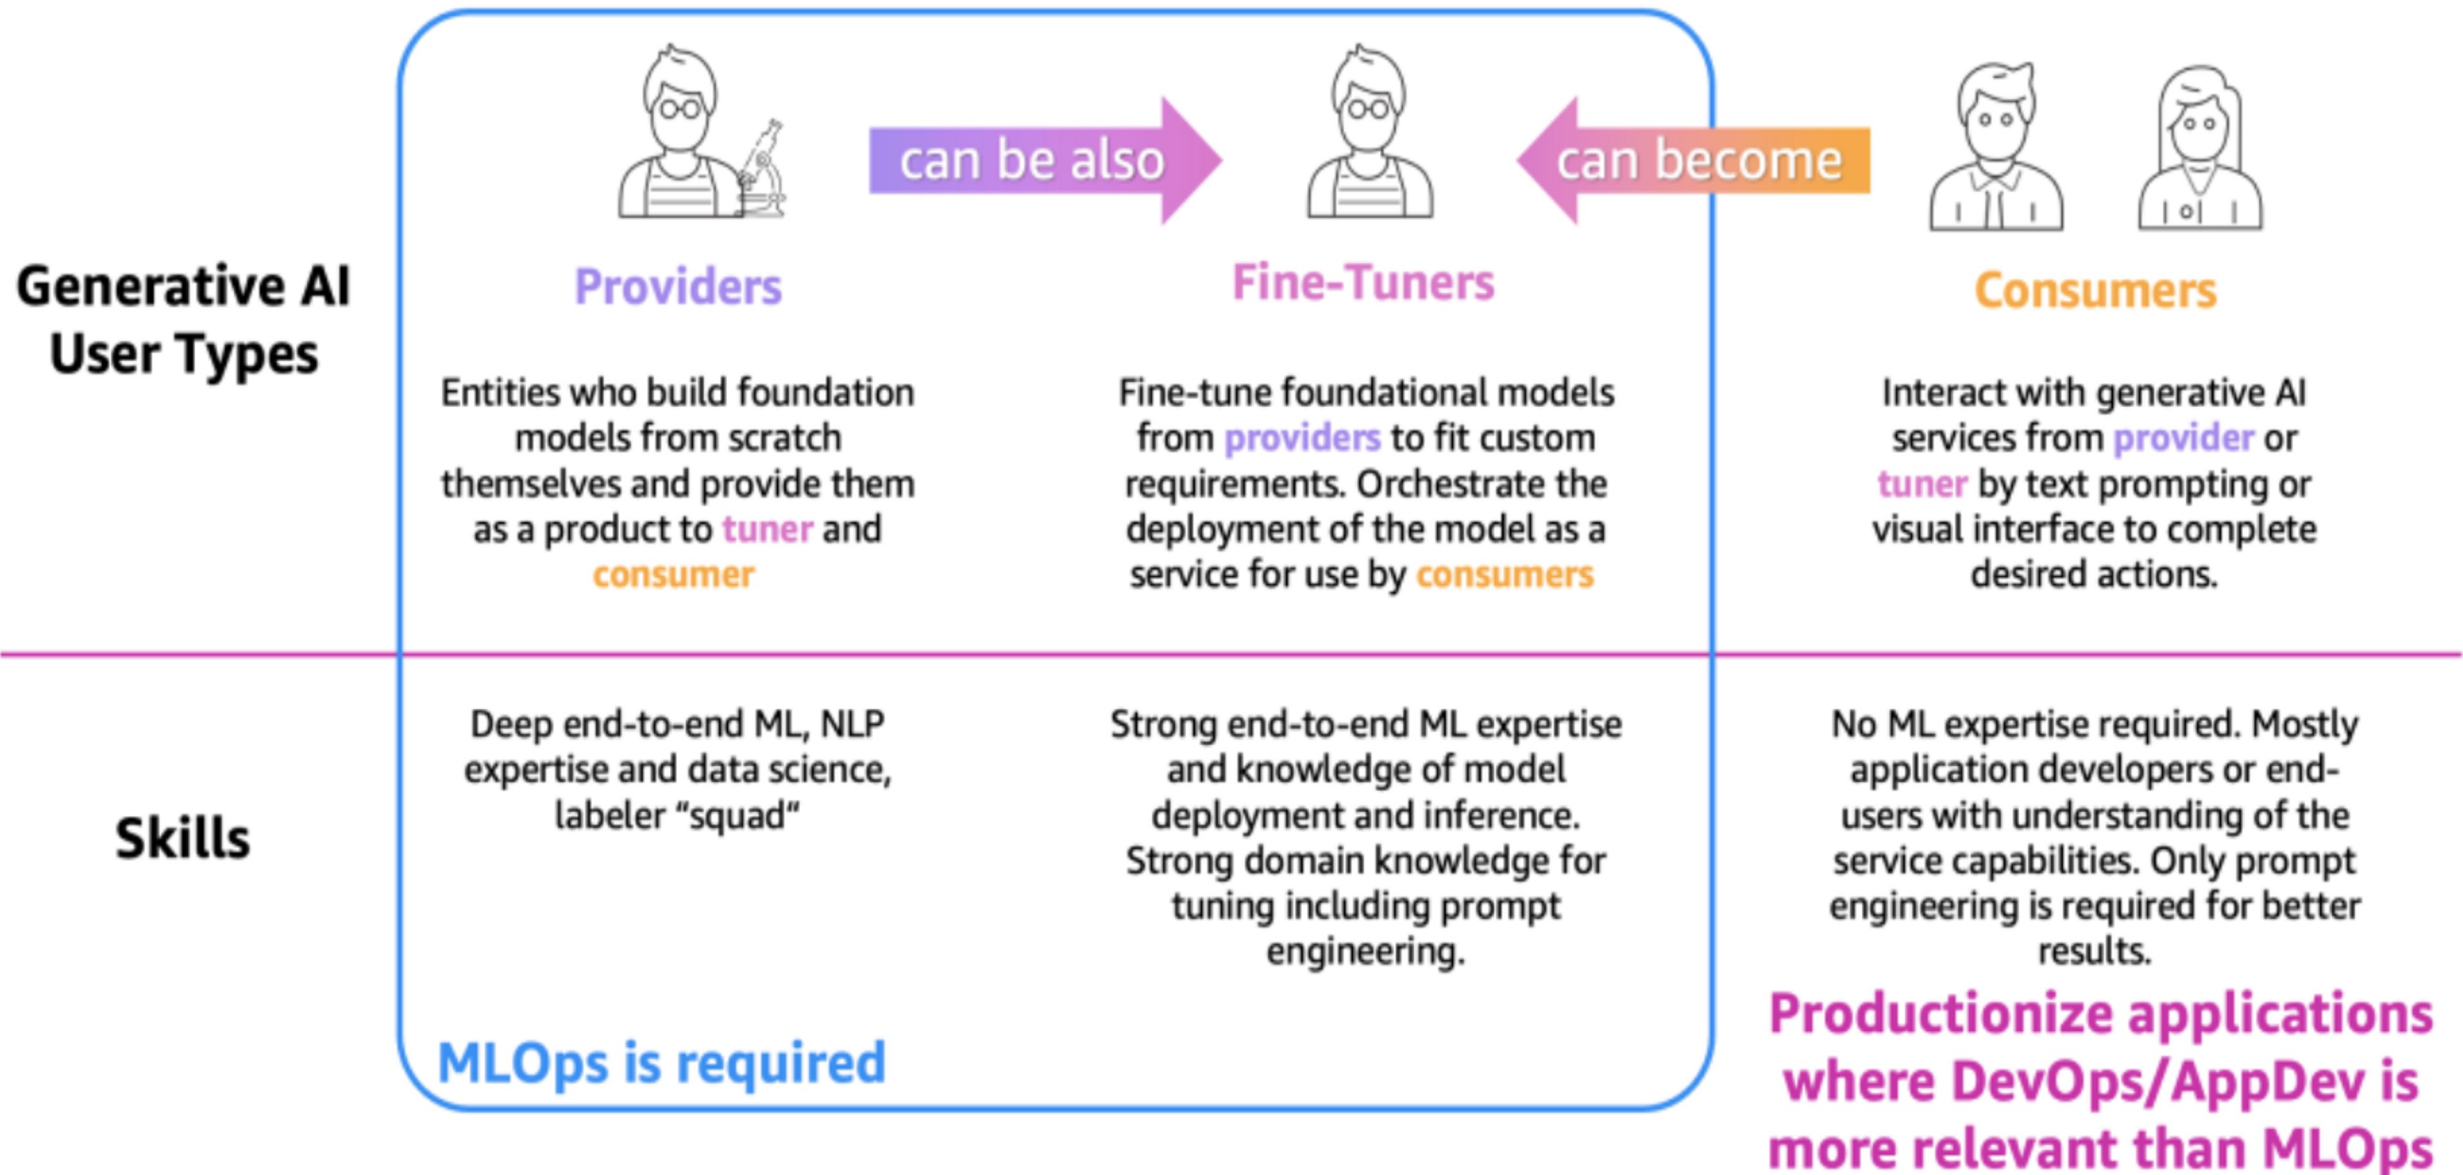 can be also
can become
Generative AI
User Types
Providers
Fine-Tuners
Consumers
Entities who build foundation
models from scratch
themselves and provide them
as a product to tuner and
consumer
Fine-tune foundational models
from providers to fit custom
requirements. Orchestrate the
deployment of the model as a
service for use by consumers
Interact with generative AI
services from provider or
tuner by text prompting or
visual interface to complete
desired actions.
Skills
Deep end-to-end ML, NLP
expertise and data science,
labeler “squad“
Strong end-to-end ML expertise
and knowledge of model
deployment and inference.
Strong domain knowledge for
tuning including prompt
engineering.
No ML expertise required. Mostly
application developers or end-
users with understanding of the
service capabilities. Only prompt
engineering is required for better
results.
MLOps is required
Productionize applications
where DevOps/AppDev is
more relevant than MLOps